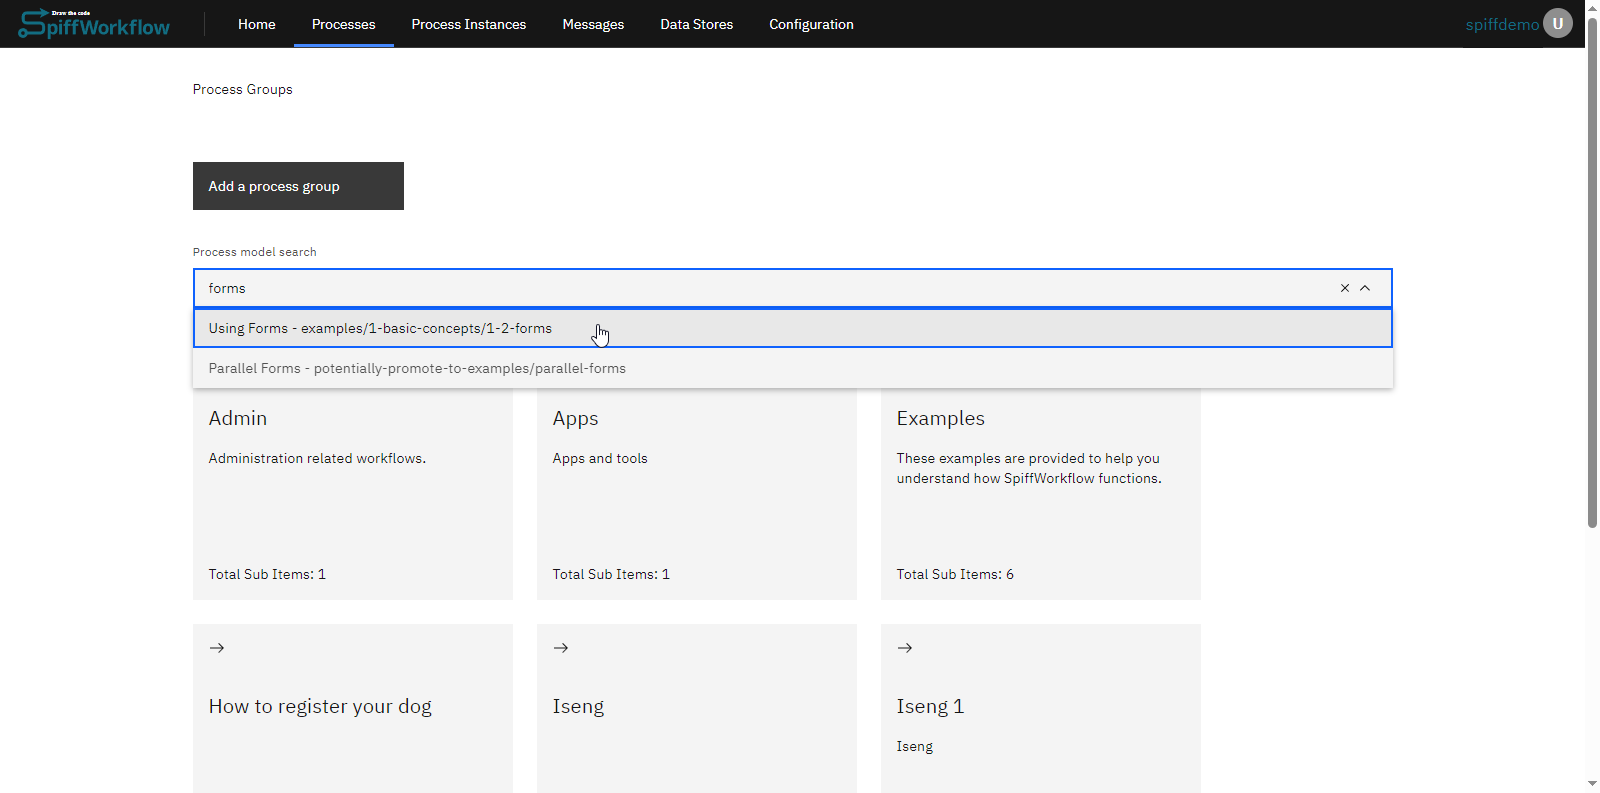 Draw the code
SpiffWorkflow
Home
Processes
Process Instances
Messages
Data Stores
Configuration
spiffdemo
U
Process Groups
Add a process group
Process model search
forms
Using Forms - examples/1-basic-concepts/1-2-forms
Parallel Forms - potentially-promote-to-examples/parallel-forms
Admin
Administration related workflows.
Total Sub Items: 1
Apps
Apps and tools
Total Sub Items: 1
Examples
These examples are provided to help you
understand how SpiffWorkflow functions.
Total Sub Items: 6
How to register your dog
Iseng
Iseng 1
Iseng